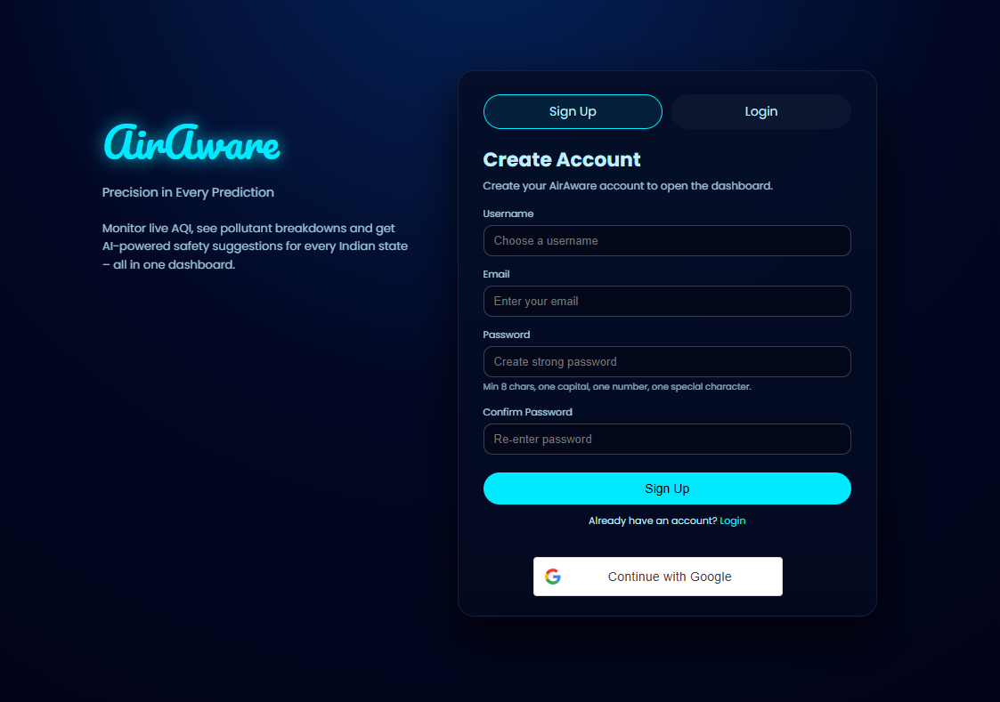 AirAware
Precision in Every Prediction
Monitor live AQI, see pollutant breakdowns and get
AI-powered safety suggestions for every Indian state
– all in one dashboard.
Sign Up
Login
Create Account
Create your AirAware account to open the dashboard.
Username
Choose a username
Email
Enter your email
Password
Create strong password
Min 8 chars, one capital, one number, one special character.
Confirm Password
Re-enter password
Sign Up
Already have an account? Login
Continue with Google